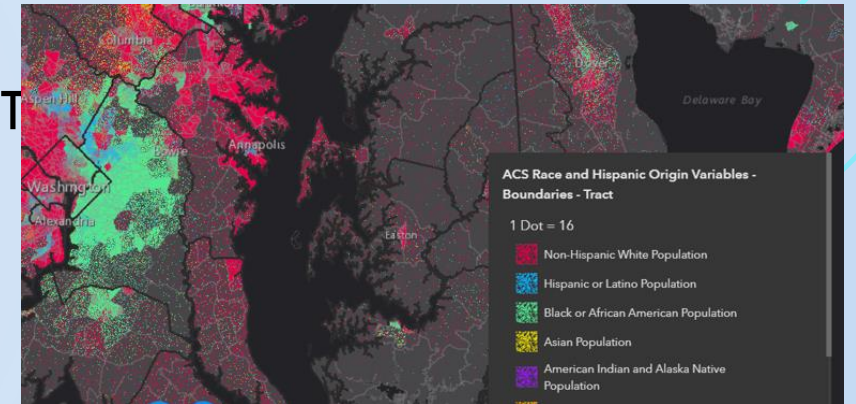 T
Columbia
Dover
Aspen Hill
Delaware Bay
Bowie
Annapolis
Washington
Alexandria
Easton
ACS Race and Hispanic Origin Variables -
Boundaries - Tract
1 Dot = 16
Non-Hispanic White Population
Hispanic or Latino Population
Black or African American Population
Asian Population
American Indian and Alaska Native
Population